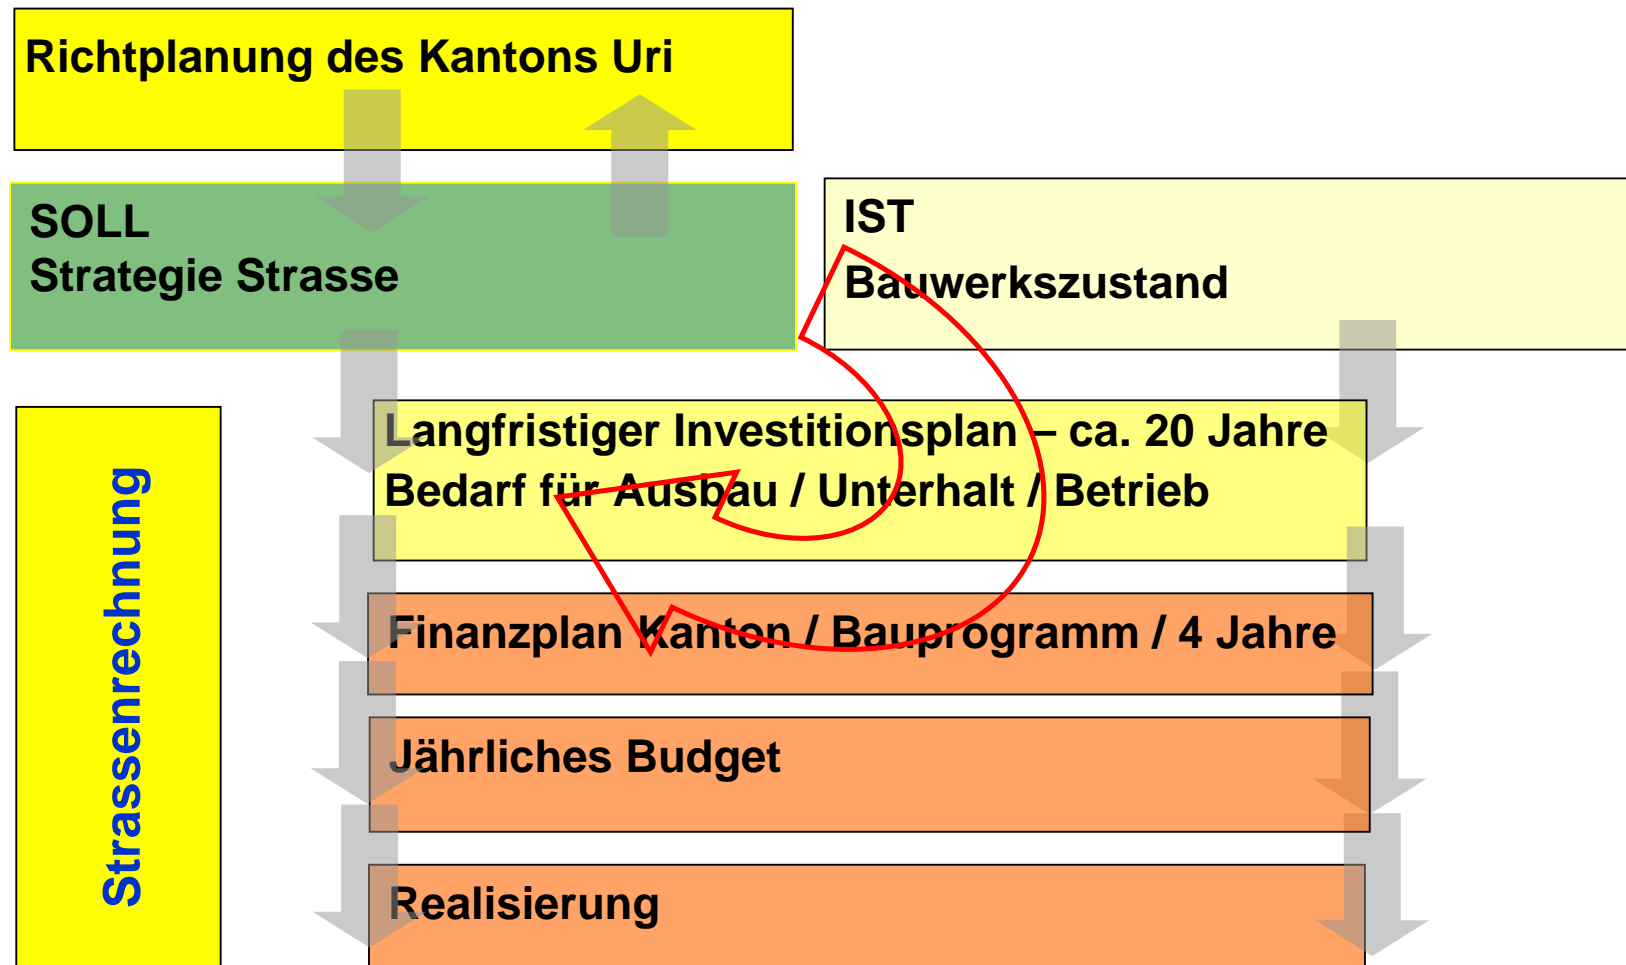 Richtplanung des Kantons Uri
SOLL
Strategie Strasse
IST
Bauwerkszustand
Strassenrechnung
Langfristiger Investitionsplan – ca. 20 Jahre
Bedarf für Ausbau / Unterhalt / Betrieb
Finanzplan Kanton / Bauprogramm / 4 Jahre
Jährliches Budget
Realisierung